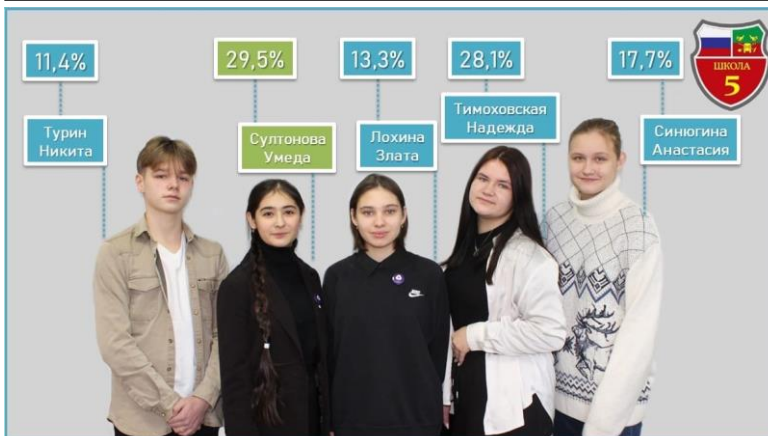 11,4%
29,5%
13,3%
28,1%
17,7%
ШКОЛА
5
Турин
Никита
Султонова
Умеда
Лохина
Злата
Тимоховская
Надежда
Синюгина
Анастасия